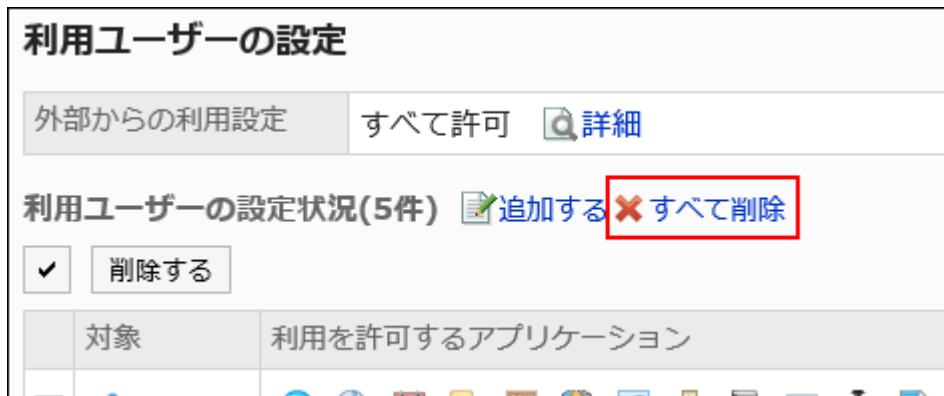 利用ユーザーの設定
外部からの利用設定 すべて許可 詳細
利用ユーザーの設定状況(5件) 追加する すべて削除
削除する
対象 利用を許可するアプリケーション